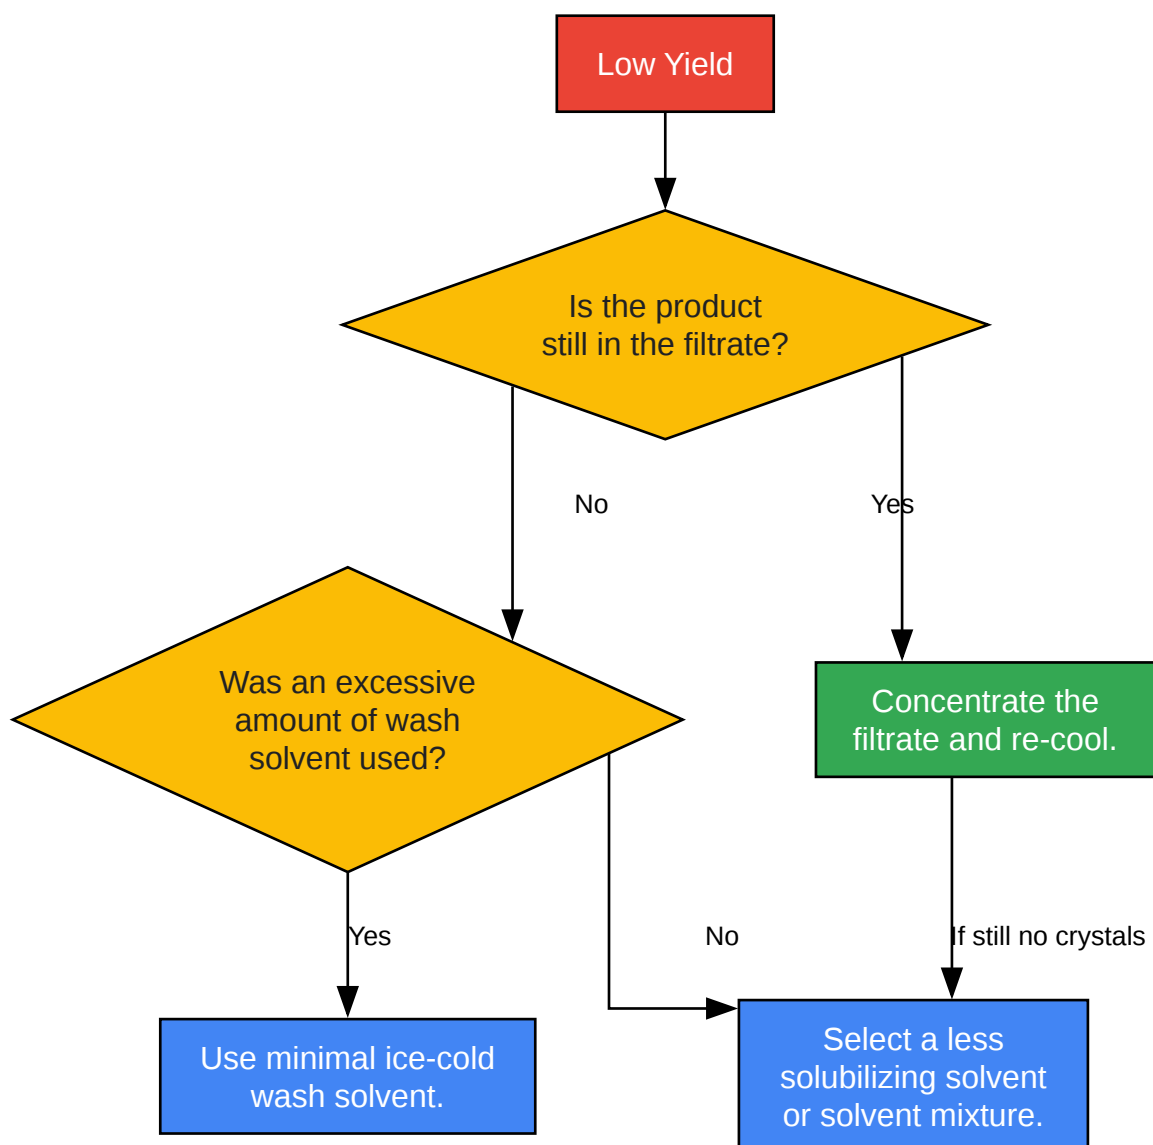 Low Yield
Is the product
still in the filtrate?
No
Yes
Was an excessive
amount of wash
solvent used?
Concentrate the
filtrate and re-cool.
Yes
No
If still no crystals
Use minimal ice-cold
wash solvent.
Select a less
solubilizing solvent
or solvent mixture.